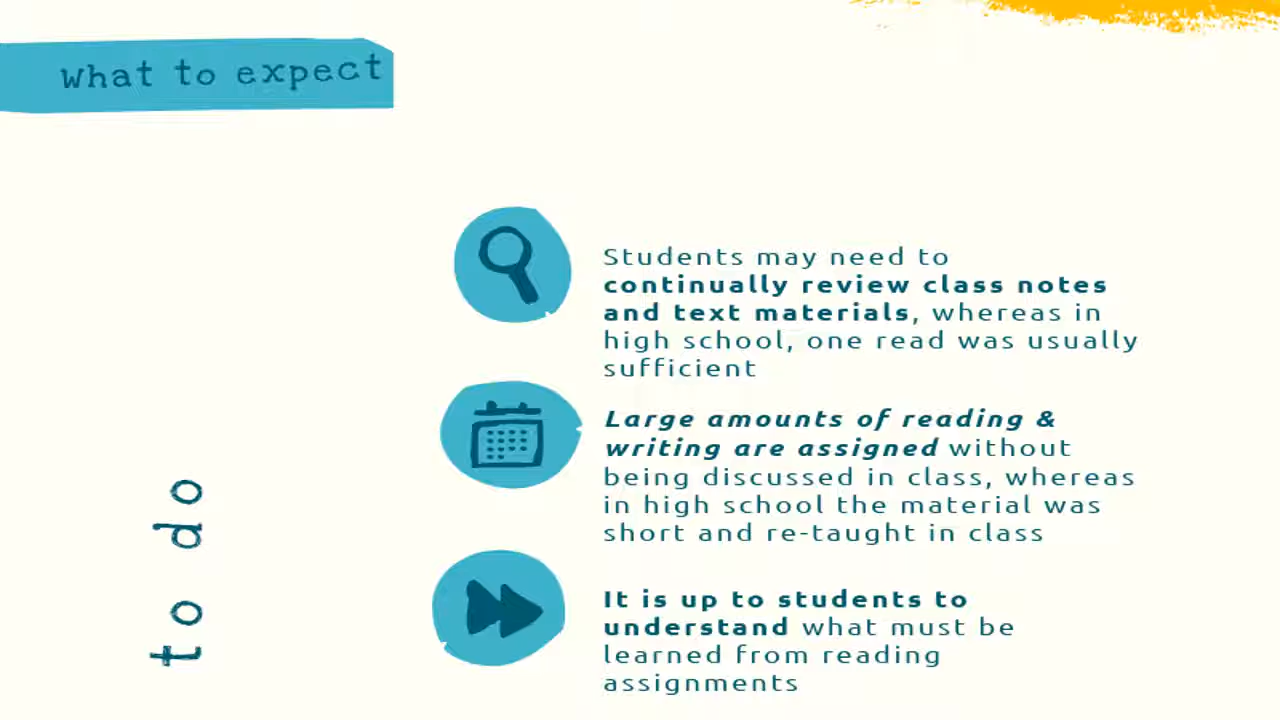 What to expect
Students may need to
continually review class notes
and text materials, whereas in
high school, one read was usually
sufficient
Large amounts of reading &
writing are assigned without
being discussed in class, whereas
in high school the material was
short and re-taught in class
It is up to students to
understand what must be
learned from reading
assignments
to do